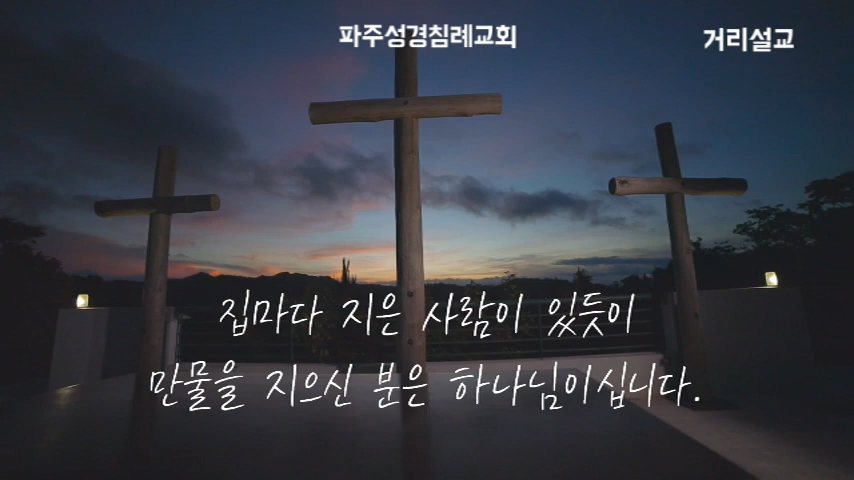 파주성경침례교회 거리설교
집마다 지은 사람이 있듯이
만물을 지으신 분은 하나님이십니다.